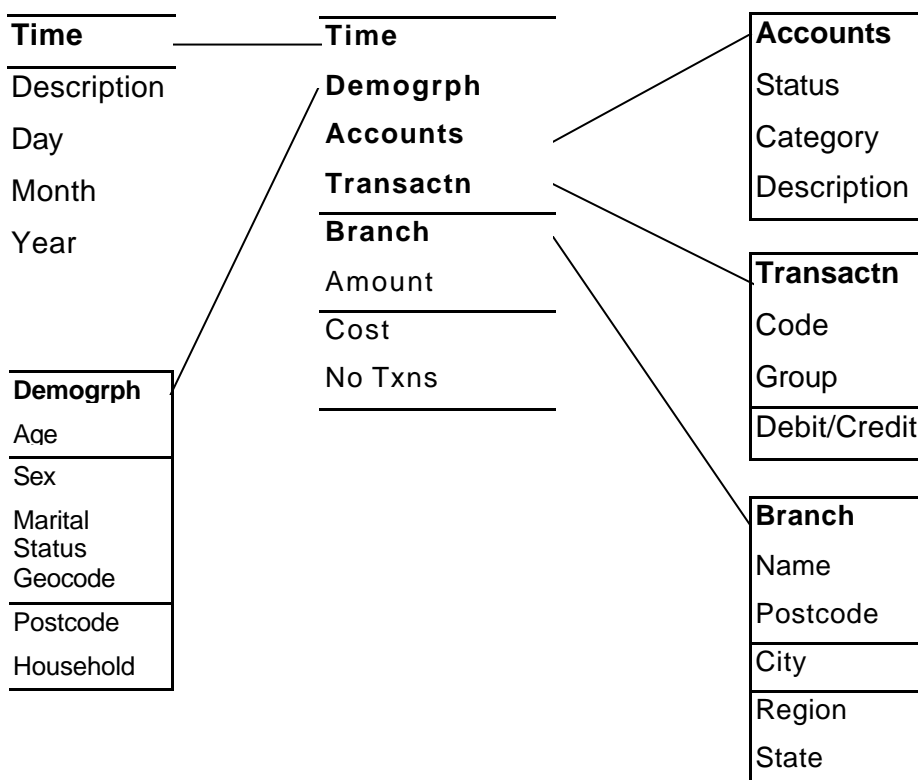 Time
Description
Day
Month
Year
Demogrph
Age
Sex
Marital
Status
Geocode
Postcode
Household
Time
Demogrph
Accounts
Transactn
Branch
Amount
Cost
No Txns
Accounts
Status
Category
Description
Transactn
Code
Group
Debit/Credit
Branch
Name
Postcode
City
Region
State